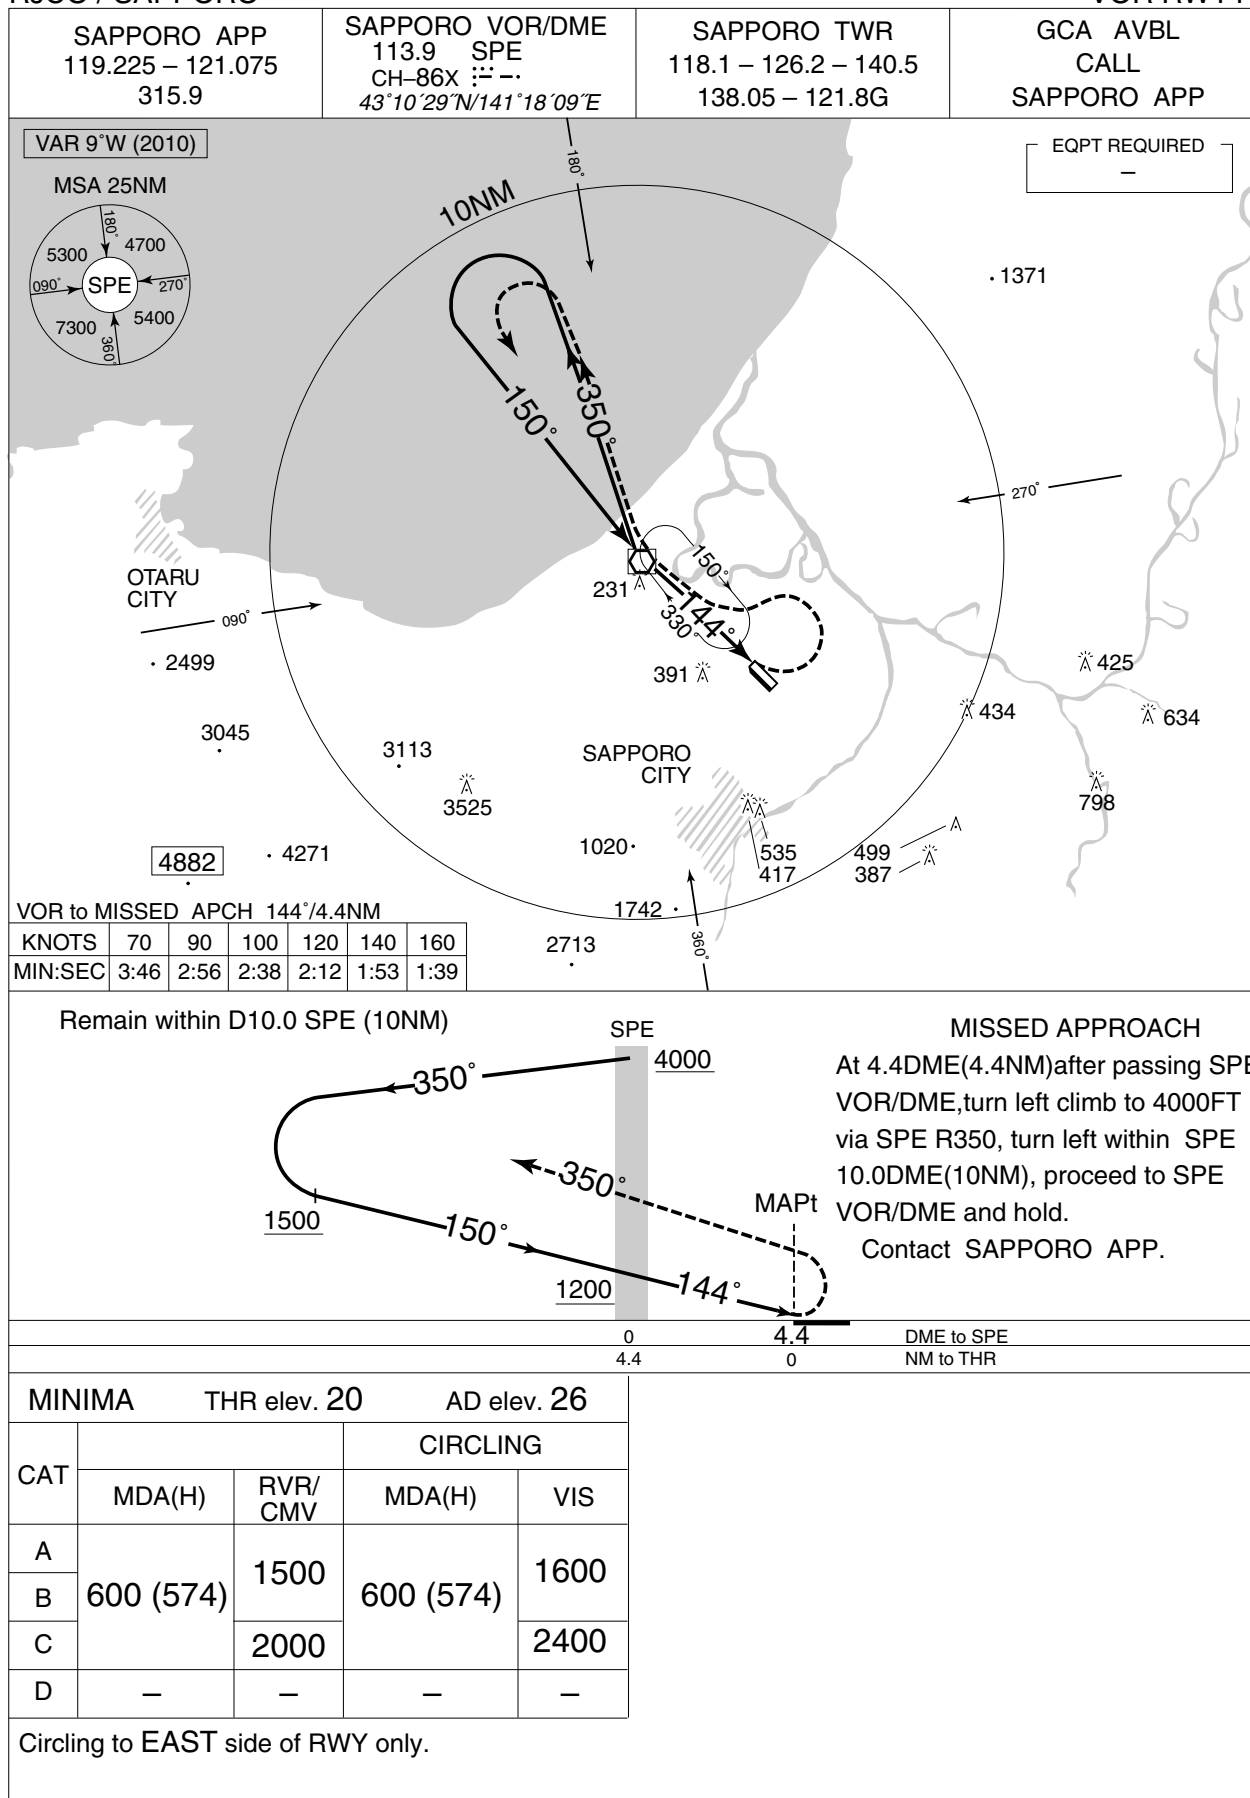 SAPPORO APP
119.225 – 121.075
315.9
SAPPORO VOR/DME
113.9 SPE
CH–86X
43°10´29˝N/141°18´09˝E
SAPPORO TWR
118.1 – 126.2 – 140.5
138.05 – 121.8G
GCA AVBL
CALL
SAPPORO APP
VAR 9°W (2010)
MSA 25NM
180°
5300
4700
090°
SPE
270°
7300
5400
360°
EQPT REQUIRED
–
180°
10NM
1371
150°
350°
270°
OTARU
CITY
090°
231
150°
330°
144°
2499
391
425
434
634
3045
3113
3525
SAPPORO
CITY
798
1020
535
417
499
387
4882
4271
1742
360°
2713
VOR to MISSED APCH 144°/4.4NM
KNOTS 70 90 100 120 140 160
MIN:SEC 3:46 2:56 2:38 2:12 1:53 1:39
Remain within D10.0 SPE (10NM)
SPE
4000
350°
350°
1500
150°
1200
144°
MAPt
MISSED APPROACH
At 4.4DME(4.4NM)after passing SPE
VOR/DME,turn left climb to 4000FT
via SPE R350, turn left within SPE
10.0DME(10NM), proceed to SPE
VOR/DME and hold.
Contact SAPPORO APP.
0 4.4 DME to SPE
4.4 0 NM to THR
MINIMA THR elev. 20 AD elev. 26
CAT
CIRCLING
MDA(H) RVR/CMV MDA(H) VIS
A
B
C
600 (574)
1500
2000
600 (574)
1600
2400
D – – – –
Circling to EAST side of RWY only.